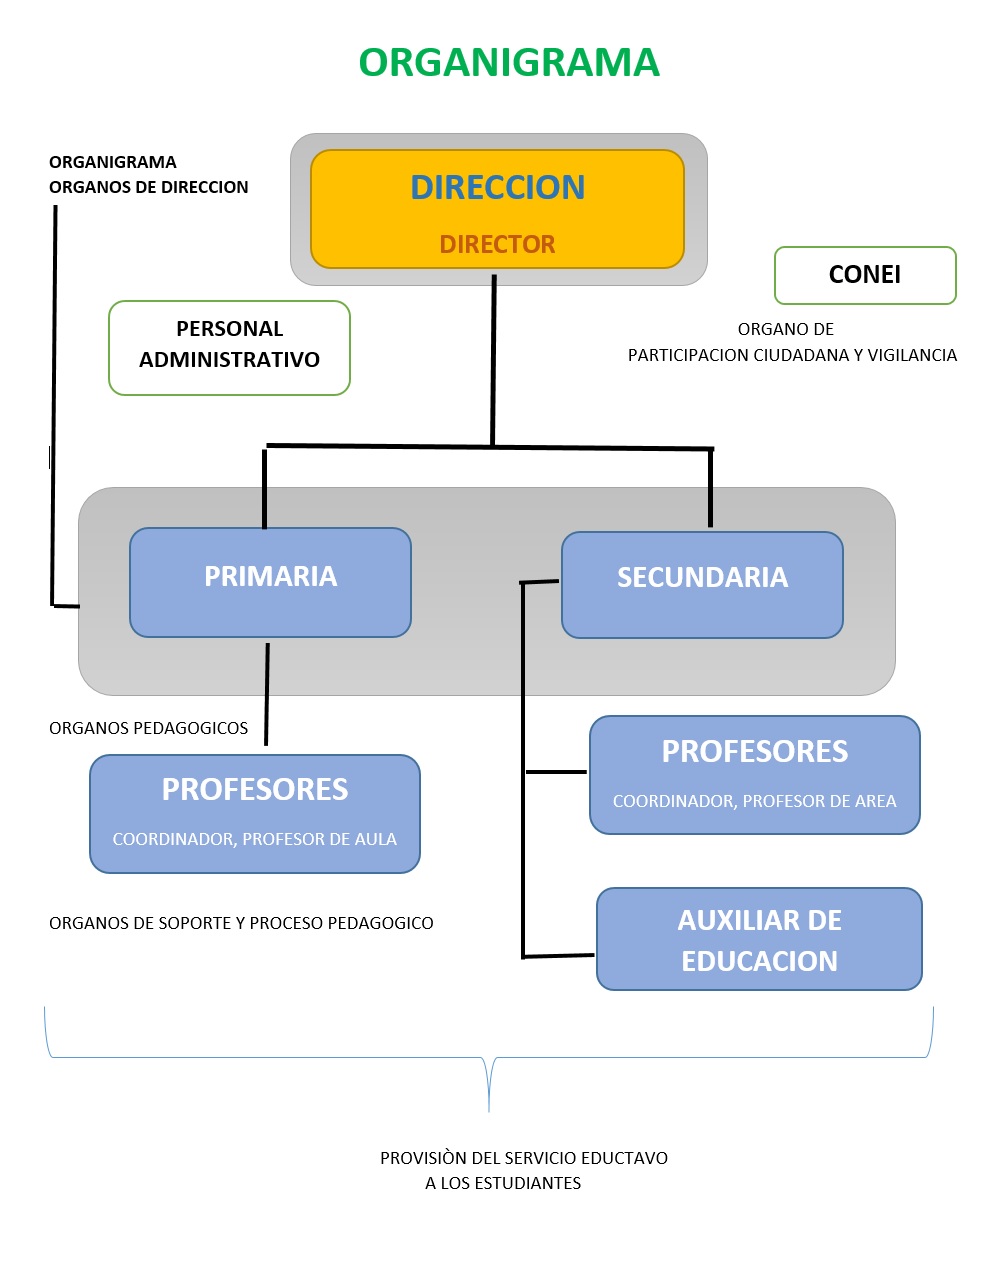 ORGANIGRAMA
ORGANIGRAMA
ORGANOS DE DIRECCION
DIRECCION
DIRECTOR
CONEI
ORGANO DE
PARTICIPACION CIUDADANA Y VIGILANCIA
PERSONAL
ADMINISTRATIVO
PRIMARIA
SECUNDARIA
ORGANOS PEDAGOGICOS
PROFESORES
COORDINADOR, PROFESOR DE AULA
PROFESORES
COORDINADOR, PROFESOR DE AREA
ORGANOS DE SOPORTE Y PROCESO PEDAGOGICO
AUXILIAR DE
EDUCACION
PROVISIÒN DEL SERVICIO EDUCTAVO
A LOS ESTUDIANTES